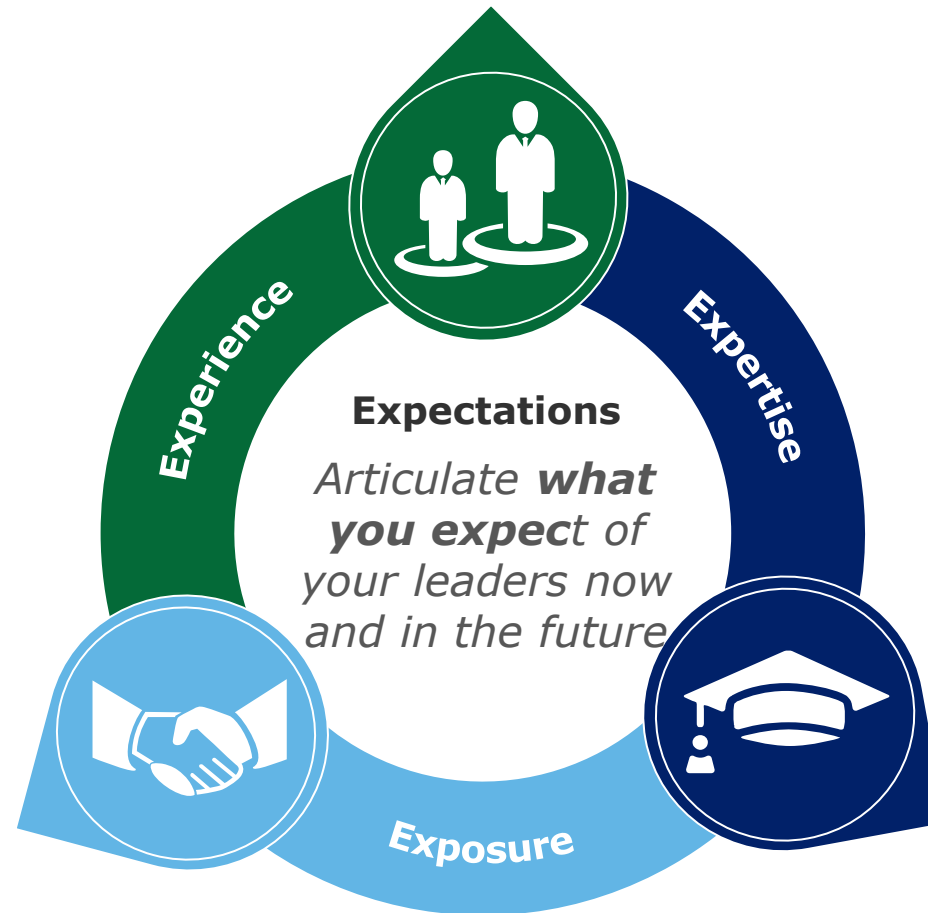 Experience
Expertise
Expectations
Articulate what
you expect of
your leaders now
and in the future
Exposure